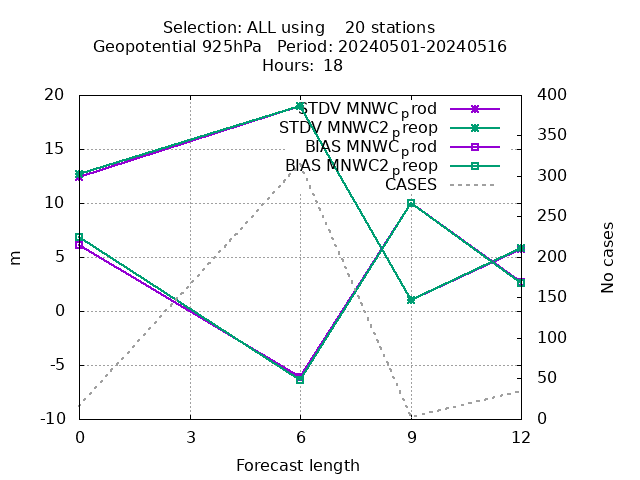 Selection: ALL using    20 stations
Geopotential 925hPa   Period: 20240501-20240516
Hours: 18
20
15
10
5
0
-5
-10
400
350
300
250
200
150
100
50
0
STDV MNWC_prod
STDV MNWC2_preop
BIAS MNWC_prod
BIAS MNWC2_preop
CASES
m
No cases
0
3
6
9
12
Forecast length